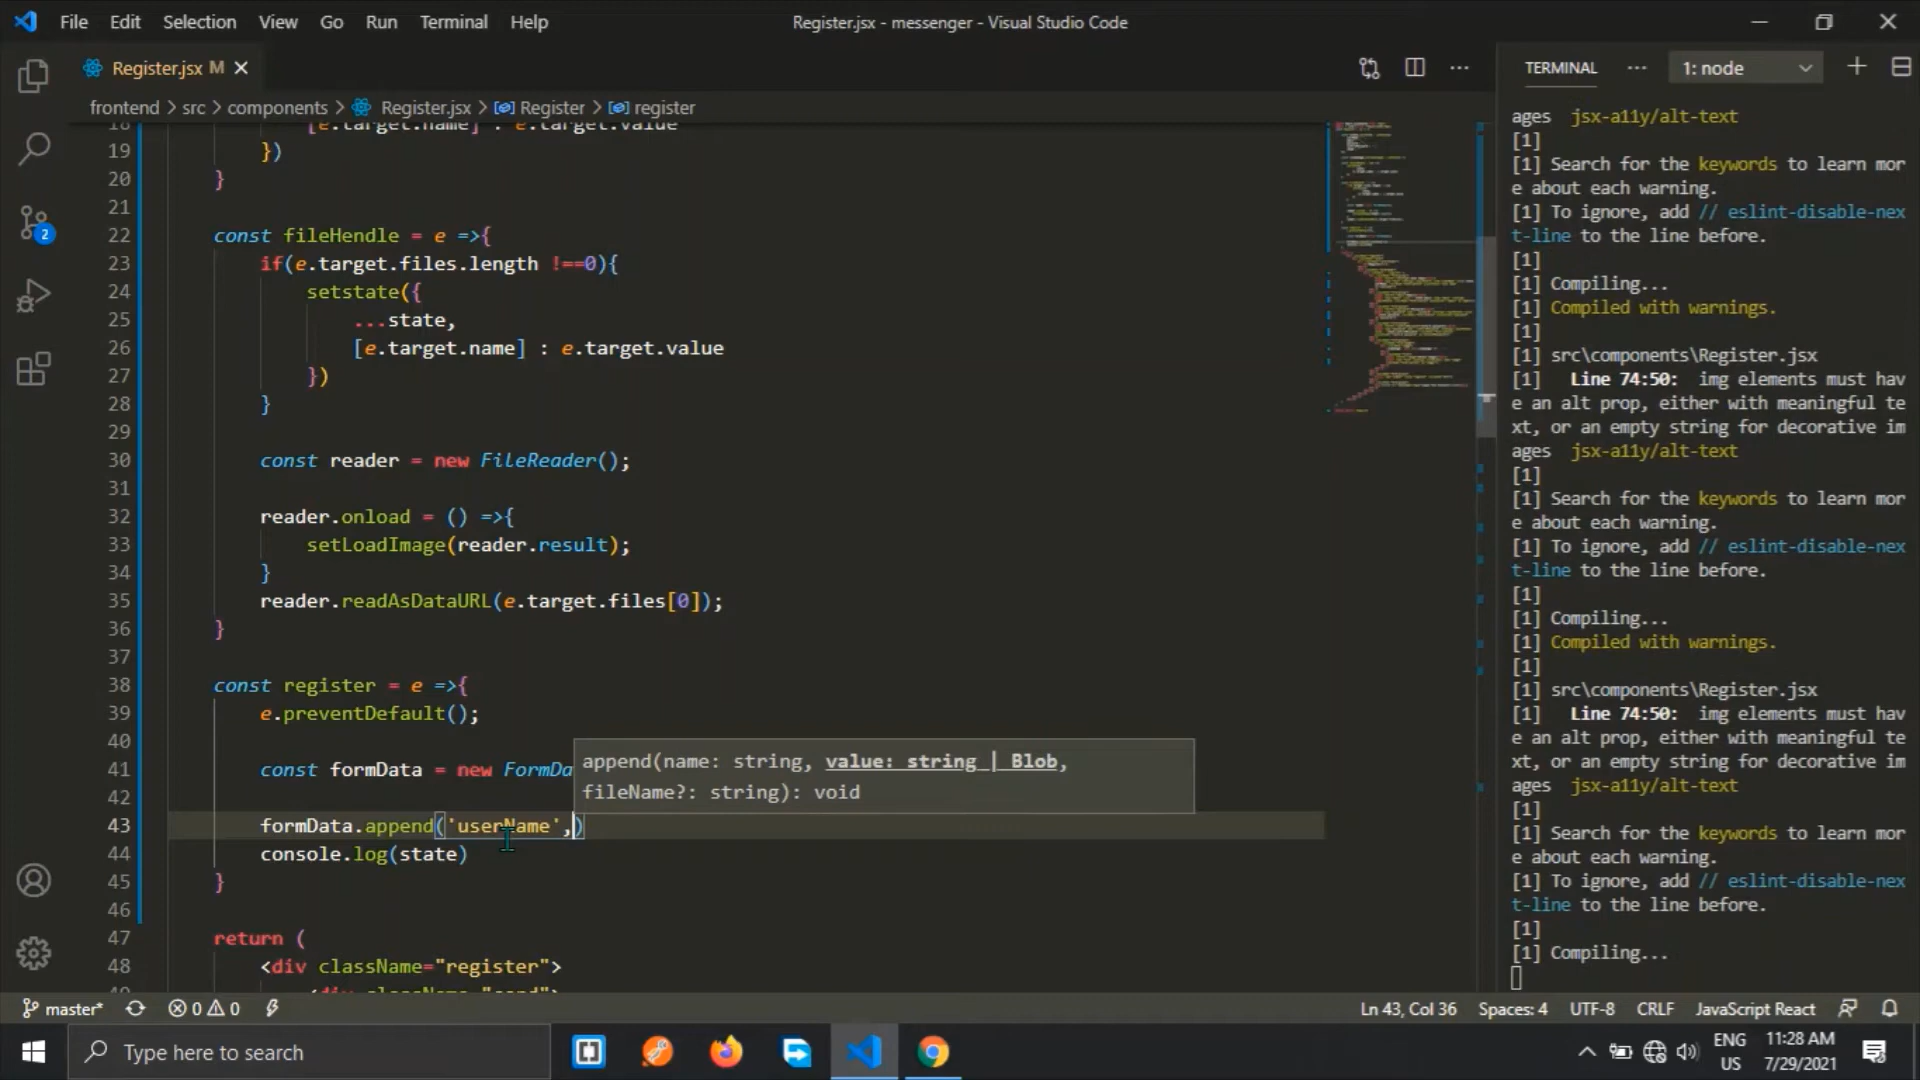 File Edit Selection View Go Run Terminal Help
Register.jsx - messenger - Visual Studio Code
Register.jsx M
frontend > src > components > Register.jsx > Register > register
18 [e.target.name] : e.target.value
19 })
20 }
21
22 const fileHendle = e =>{
23 if(e.target.files.length !==0){
24 setstate({
25 ...state,
26 [e.target.name] : e.target.value
27 })
28 }
29
30 const reader = new FileReader();
31
32 reader.onload = () =>{
33 setLoadImage(reader.result);
34 }
35 reader.readAsDataURL(e.target.files[0]);
36 }
37
38 const register = e =>{
39 e.preventDefault();
40
append(name: string, value: string | Blob,
41 const formData = new FormDa
fileName?: string): void
42
43 formData.append('userName',)
44 console.log(state)
45 }
46
47 return (
48 <div className="register">
TERMINAL
1: node
ages jsx-a11y/alt-text
[1]
[1] Search for the keywords to learn mor
e about each warning.
[1] To ignore, add // eslint-disable-nex
t-line to the line before.
[1]
[1] Compiling...
[1] Compiled with warnings.
[1]
[1] src\components\Register.jsx
[1] Line 74:50: img elements must hav
e an alt prop, either with meaningful te
xt, or an empty string for decorative im
ages jsx-a11y/alt-text
[1]
[1] Search for the keywords to learn mor
e about each warning.
[1] To ignore, add // eslint-disable-nex
t-line to the line before.
[1]
[1] Compiling...
[1] Compiled with warnings.
[1]
[1] src\components\Register.jsx
[1] Line 74:50: img elements must hav
e an alt prop, either with meaningful te
xt, or an empty string for decorative im
ages jsx-a11y/alt-text
[1]
[1] Search for the keywords to learn mor
e about each warning.
[1] To ignore, add // eslint-disable-nex
t-line to the line before.
[1]
[1] Compiling...
2
master* 0 0
Ln 43, Col 36 Spaces: 4 UTF-8 CRLF JavaScript React
Type here to search
ENG
US
11:28 AM
7/29/2021